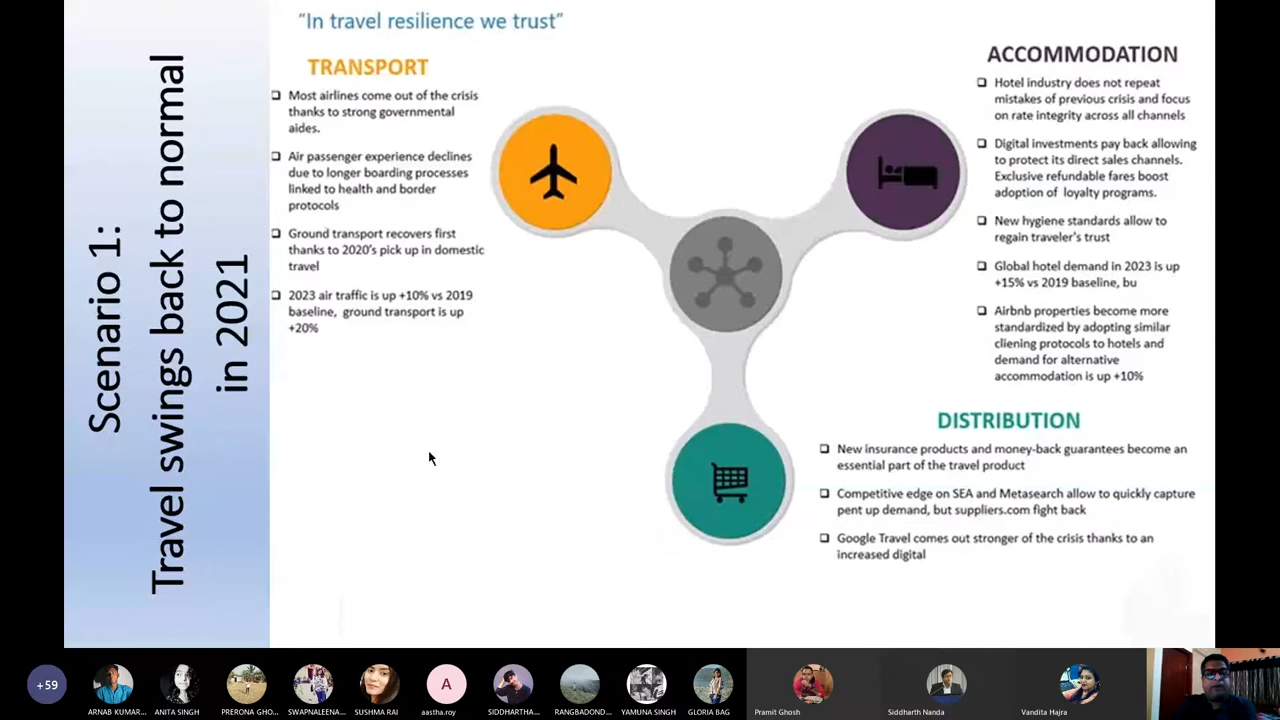 Scenario 1:
Travel swings back to normal
in 2021
“In travel resilience we trust”
TRANSPORT
Most airlines come out of the crisis
thanks to strong governmental
aides.
Air passenger experience declines
due to longer boarding processes
linked to health and border
protocols
Ground transport recovers first
thanks to 2020's pick up in domestic
travel
2023 air traffic is up +10% vs 2019
baseline, ground transport is up
+20%
ACCOMMODATION
Hotel industry does not repeat
mistakes of previous crisis and focus
on rate integrity across all channels
Digital investments pay back allowing
to protect its direct sales channels.
Exclusive refundable fares boost
adoption of loyalty programs.
New hygiene standards allow to
regain traveler's trust
Global hotel demand in 2023 is up
+15% vs 2019 baseline, bu
Airbnb properties become more
standardized by adopting similar
cliening protocols to hotels and
demand for alternative
accommodation is up +10%
DISTRIBUTION
New insurance products and money-back guarantees become an
essential part of the travel product
Competitive edge on SEA and Metasearch allow to quickly capture
pent up demand, but suppliers.com fight back
Google Travel comes out stronger of the crisis thanks to an
increased digital
+59
ARNAB KUMAR...
ANITA SINGH
PRERONA GHO...
SWAPNALEENA...
SUSHMA RAI
A
aastha.roy
SIDDHARTHA...
RANGBADOND...
YAMUNA SINGH
GLORIA BAG
Pramit Ghosh
Siddharth Nanda
Vandita Hajra